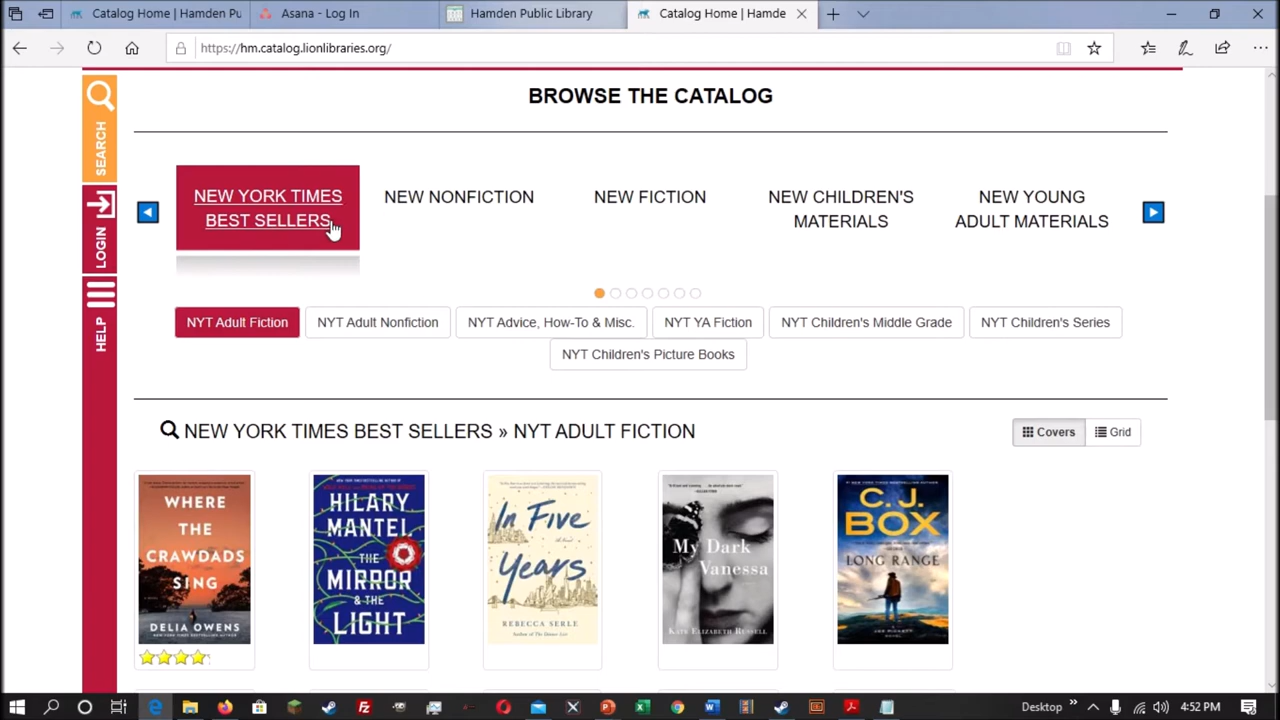 Catalog Home | Hamden Pu
Asana - Log In
Hamden Public Library
Catalog Home | Hamde
https://hm.catalog.lionlibraries.org/
SEARCH
LOGIN
HELP
BROWSE THE CATALOG
NEW YORK TIMES
BEST SELLERS
NEW NONFICTION
NEW FICTION
NEW CHILDREN'S
MATERIALS
NEW YOUNG
ADULT MATERIALS
NYT Adult Fiction
NYT Adult Nonfiction
NYT Advice, How-To & Misc.
NYT YA Fiction
NYT Children's Middle Grade
NYT Children's Series
NYT Children's Picture Books
NEW YORK TIMES BEST SELLERS » NYT ADULT FICTION
Covers
Grid
WHERE
THE
CRAWDADS
SING
DELIA OWENS
HILARY
MANTEL
THE
MIRROR
& THE
LIGHT
In Five
Years
REBECCA SERLE
My Dark
Vanessa
KATE ELIZABETH RUSSELL
C.J.
BOX
LONG RANGE
Desktop
4:52 PM